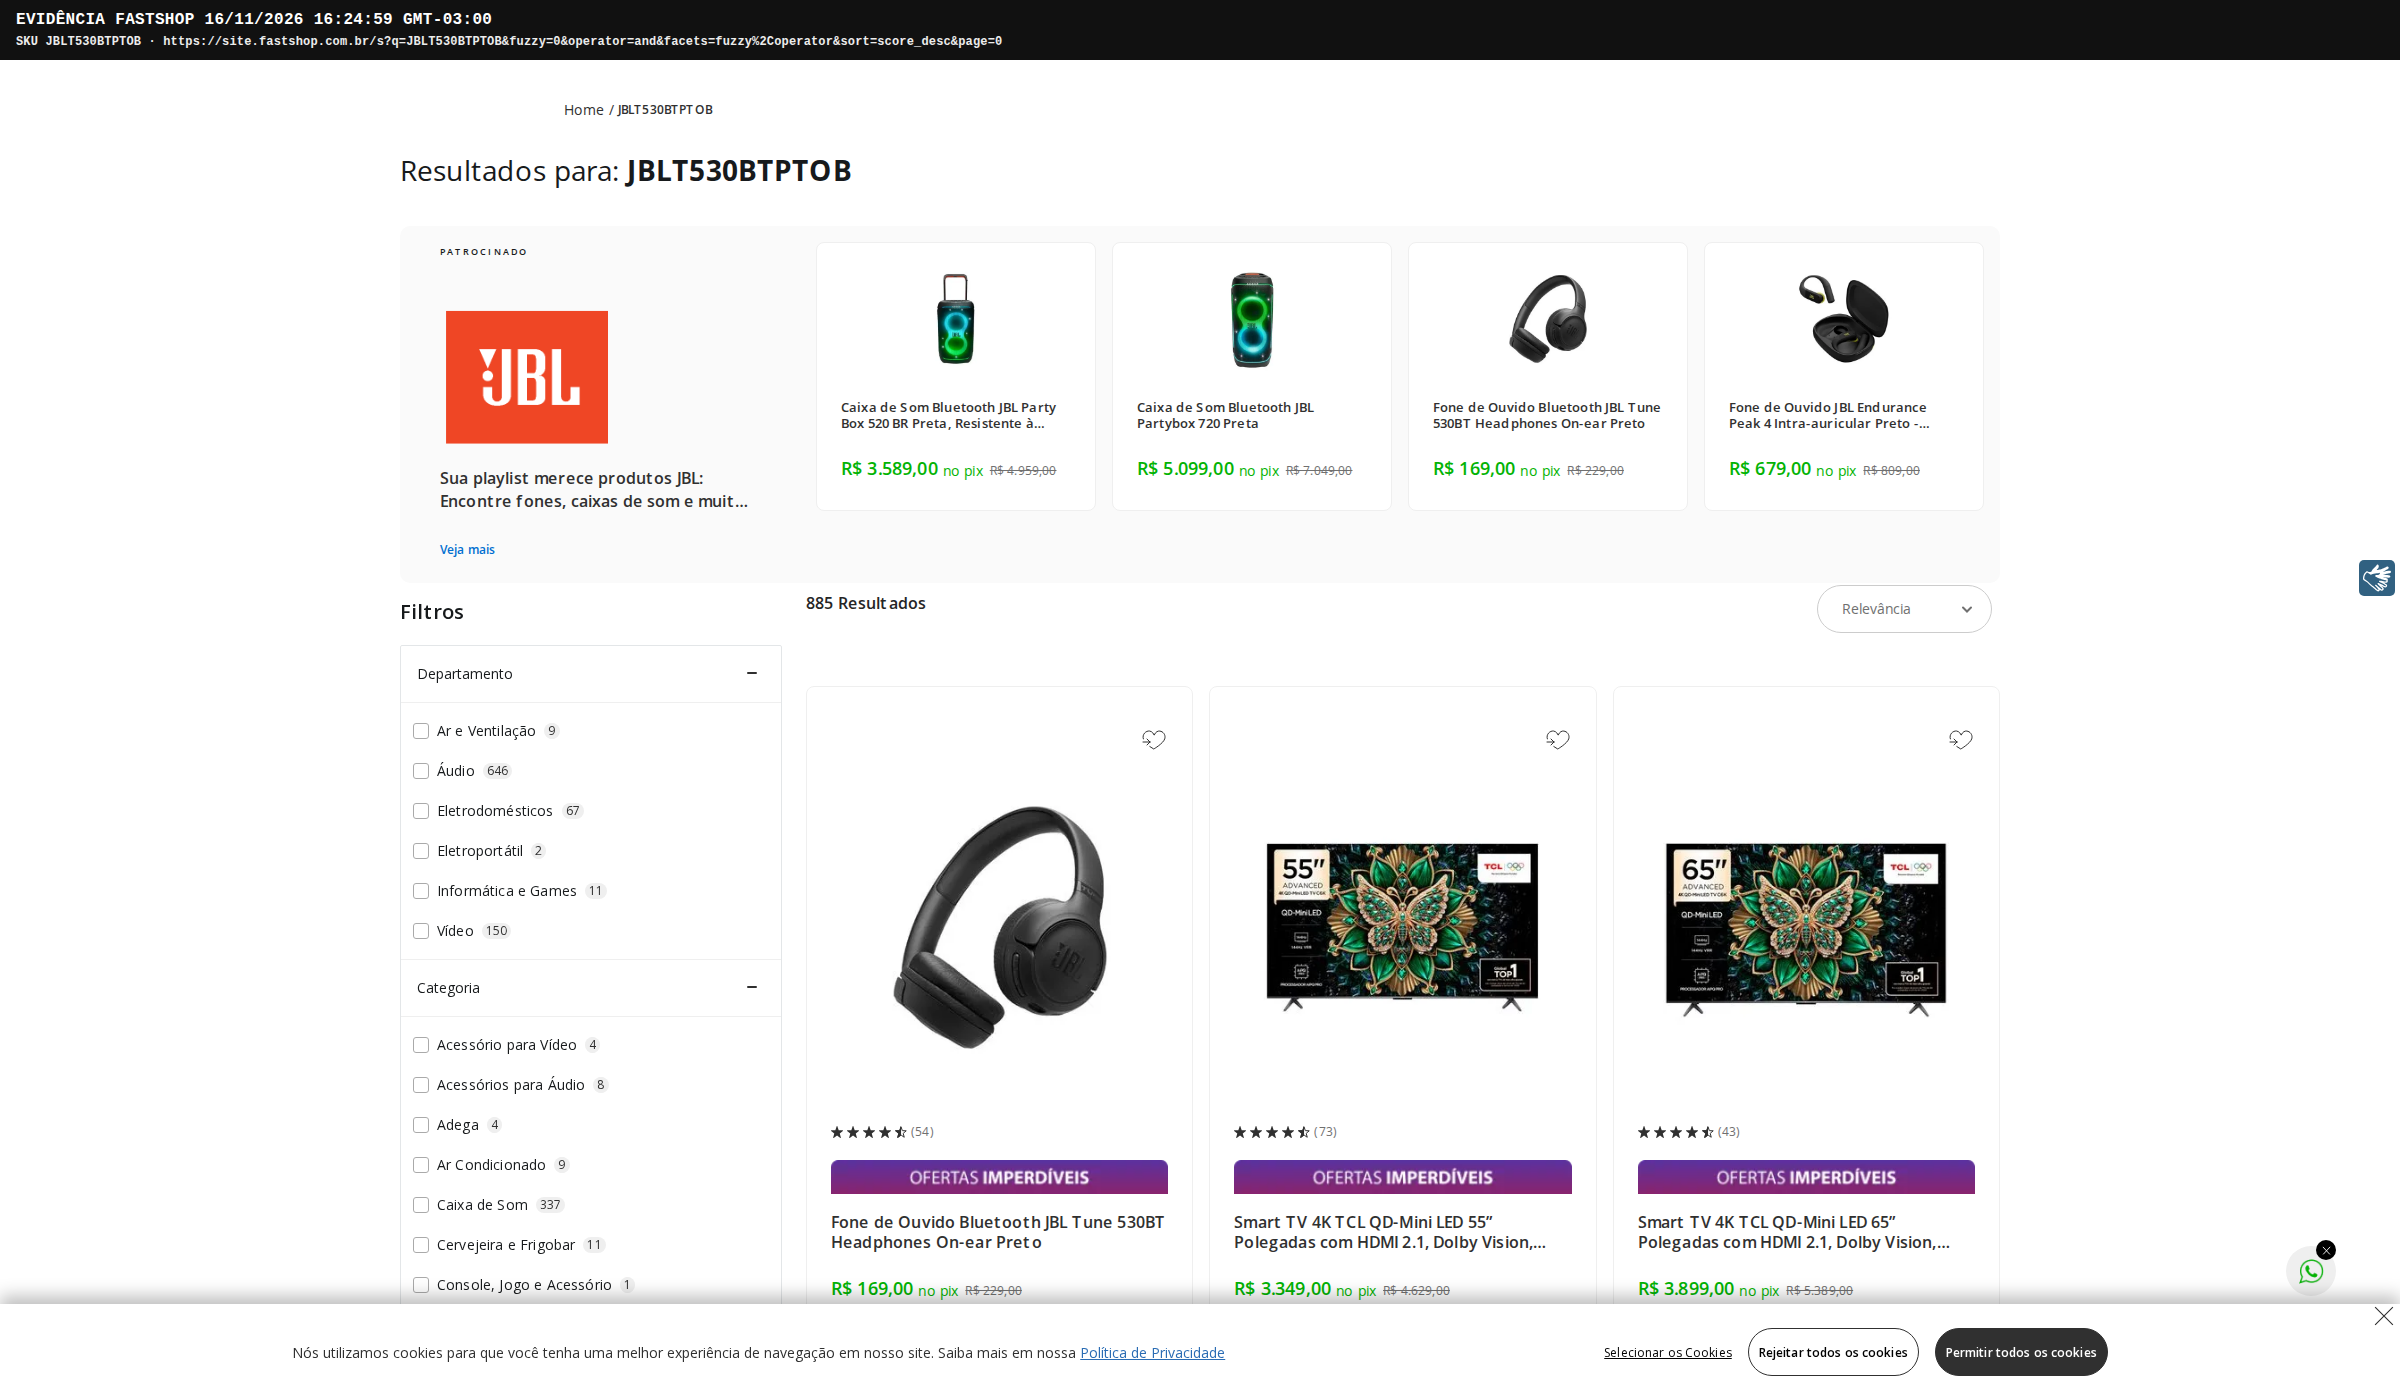 EVIDÊNCIA FASTSHOP 16/11/2026 16:24:59 GMT-03:00
SKU JBLT530BTPTOB · https://site.fastshop.com.br/s?q=JBLT530BTPTOB&fuzzy=0&operator=and&facets=fuzzy%2Coperator&sort=score_desc&page=0
Home / JBLT530BTPTOB
Resultados para: JBLT530BTPTOB
PATROCINADO
JBL
Sua playlist merece produtos JBL:
Encontre fones, caixas de som e muit...
Veja mais
Caixa de Som Bluetooth JBL Party
Box 520 BR Preta, Resistente à...
R$ 3.589,00 no pix R$ 4.959,00
Caixa de Som Bluetooth JBL
Partybox 720 Preta
R$ 5.099,00 no pix R$ 7.049,00
Fone de Ouvido Bluetooth JBL Tune
530BT Headphones On-ear Preto
R$ 169,00 no pix R$ 229,00
Fone de Ouvido JBL Endurance
Peak 4 Intra-auricular Preto -...
R$ 679,00 no pix R$ 809,00
Filtros
885 Resultados
Relevância
Departamento
Ar e Ventilação 9
Áudio 646
Eletrodomésticos 67
Eletroportátil 2
Informática e Games 11
Vídeo 150
Categoria
Acessório para Vídeo 4
Acessórios para Áudio 8
Adega 4
Ar Condicionado 9
Caixa de Som 337
Cervejeira e Frigobar 11
Console, Jogo e Acessório 1
JBL
(54)
OFERTAS IMPERDÍVEIS
Fone de Ouvido Bluetooth JBL Tune 530BT
Headphones On-ear Preto
R$ 169,00 no pix R$ 229,00
55”
ADVANCED
QD-MiniLED
TCL
Global
TOP1
(73)
OFERTAS IMPERDÍVEIS
Smart TV 4K TCL QD-Mini LED 55”
Polegadas com HDMI 2.1, Dolby Vision,...
R$ 3.349,00 no pix R$ 4.629,00
65”
ADVANCED
QD-MiniLED
TCL
Global
TOP1
(43)
OFERTAS IMPERDÍVEIS
Smart TV 4K TCL QD-Mini LED 65”
Polegadas com HDMI 2.1, Dolby Vision,...
R$ 3.899,00 no pix R$ 5.389,00
Nós utilizamos cookies para que você tenha uma melhor experiência de navegação em nosso site. Saiba mais em nossa Política de Privacidade
Selecionar os Cookies
Rejeitar todos os cookies
Permitir todos os cookies